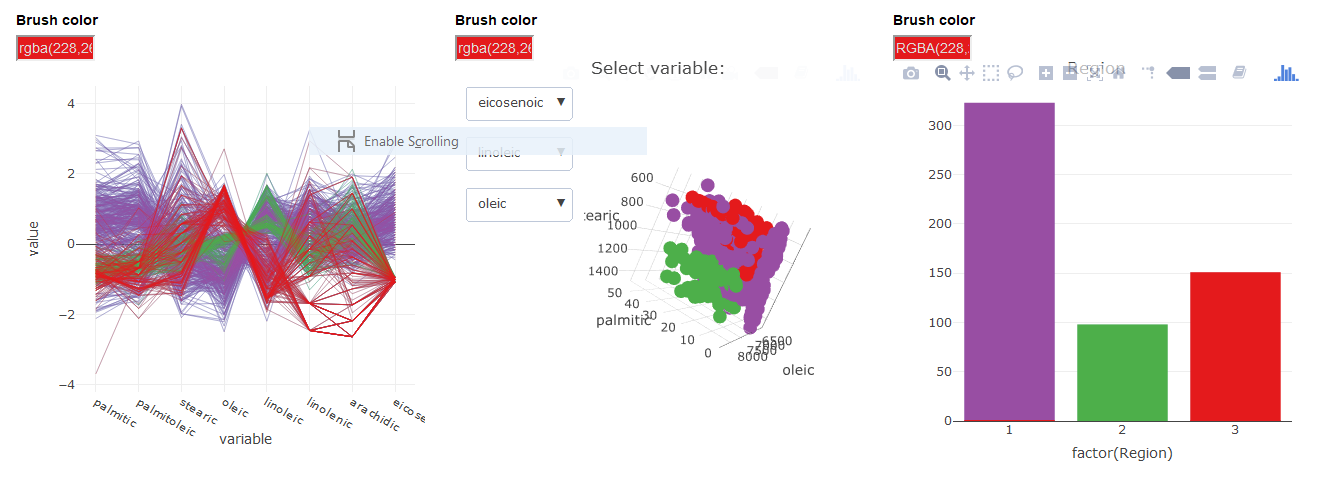 Brush color
rgba(228,26
4
2
0
−2
−4
value
palmitic
palmitoleic
stearic
oleic
linoleic
linolenic
arachidic
eicose
variable
Enable Scrolling
Brush color
rgba(228,26
Select variable:
eicosenoic ▼
linoleic ▼
oleic ▼
600
800
tearic
1000
1200
1400
50
40
30
palmitic
20
10
0
6500
7000
7500
8000
oleic
Brush color
RGBA(228,
Region
300
250
200
150
100
50
0
1
2
3
factor(Region)